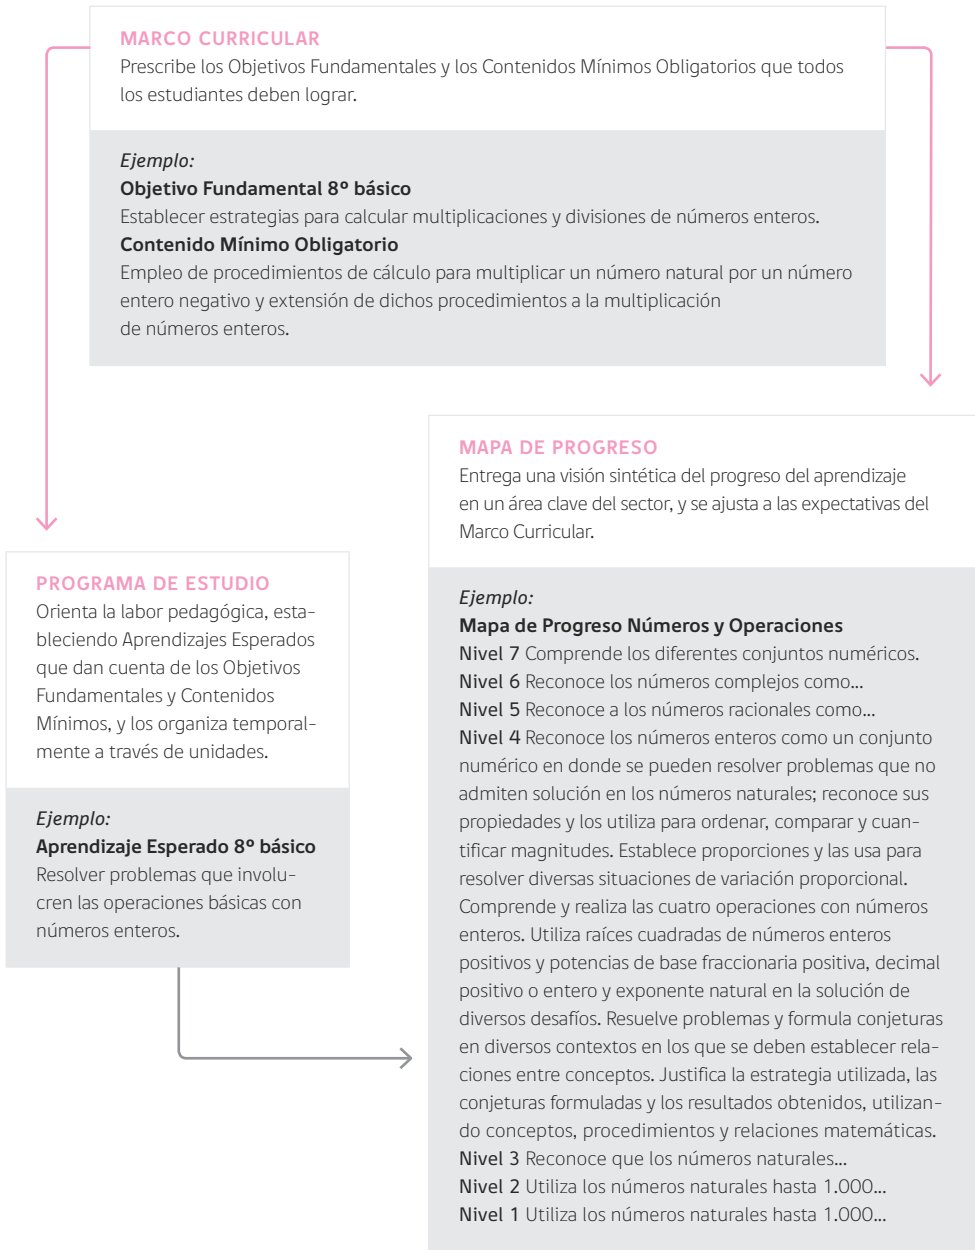 MARCO CURRICULAR
Prescribe los Objetivos Fundamentales y los Contenidos Mínimos Obligatorios que todos
los estudiantes deben lograr.
Ejemplo:
Objetivo Fundamental 8º básico
Establecer estrategias para calcular multiplicaciones y divisiones de números enteros.
Contenido Mínimo Obligatorio
Empleo de procedimientos de cálculo para multiplicar un número natural por un número
entero negativo y extensión de dichos procedimientos a la multiplicación
de números enteros.
PROGRAMA DE ESTUDIO
Orienta la labor pedagógica, esta-
bleciendo Aprendizajes Esperados
que dan cuenta de los Objetivos
Fundamentales y Contenidos
Mínimos, y los organiza temporal-
mente a través de unidades.
Ejemplo:
Aprendizaje Esperado 8º básico
Resolver problemas que involu-
cren las operaciones básicas con
números enteros.
MAPA DE PROGRESO
Entrega una visión sintética del progreso del aprendizaje
en un área clave del sector, y se ajusta a las expectativas del
Marco Curricular.
Ejemplo:
Mapa de Progreso Números y Operaciones
Nivel 7 Comprende los diferentes conjuntos numéricos.
Nivel 6 Reconoce los números complejos como...
Nivel 5 Reconoce a los números racionales como...
Nivel 4 Reconoce los números enteros como un conjunto
numérico en donde se pueden resolver problemas que no
admiten solución en los números naturales; reconoce sus
propiedades y los utiliza para ordenar, comparar y cuan-
tificar magnitudes. Establece proporciones y las usa para
resolver diversas situaciones de variación proporcional.
Comprende y realiza las cuatro operaciones con números
enteros. Utiliza raíces cuadradas de números enteros
positivos y potencias de base fraccionaria positiva, decimal
positivo o entero y exponente natural en la solución de
diversos desafíos. Resuelve problemas y formula conjeturas
en diversos contextos en los que se deben establecer rela-
ciones entre conceptos. Justifica la estrategia utilizada, las
conjeturas formuladas y los resultados obtenidos, utilizan-
do conceptos, procedimientos y relaciones matemáticas.
Nivel 3 Reconoce que los números naturales...
Nivel 2 Utiliza los números naturales hasta 1.000...
Nivel 1 Utiliza los números naturales hasta 1.000...